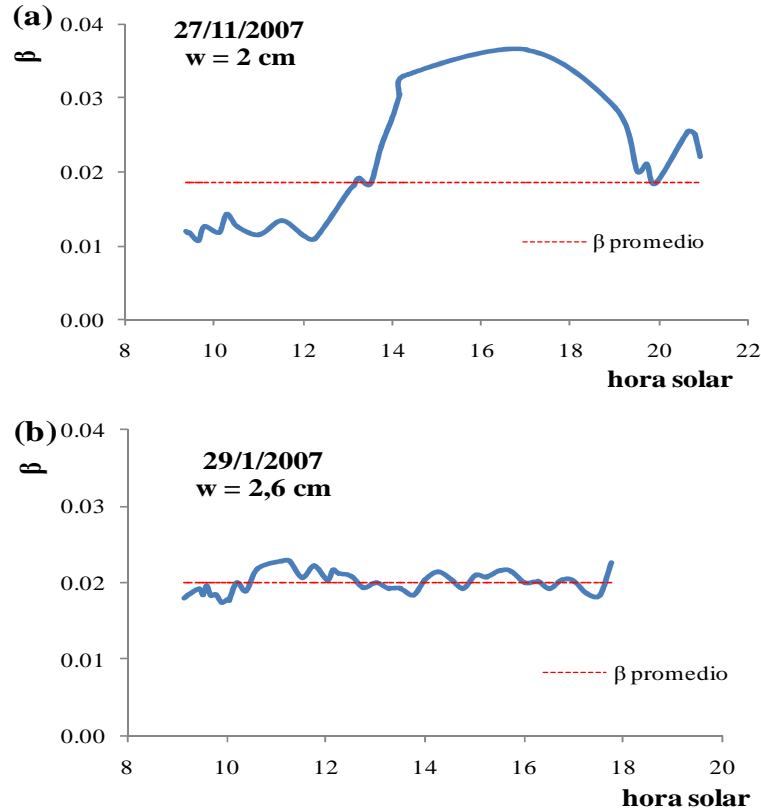 (a)
0.04
27/11/2007
β
w = 2 cm
0.03
0.02
0.01
β promedio
0.00
8 10 12 14 16 18 20 22
hora solar
(b) 0.04
β
29/1/2007
w = 2,6 cm
0.03
0.02
0.01
β promedio
0.00
8 10 12 14 16 18 20
hora solar